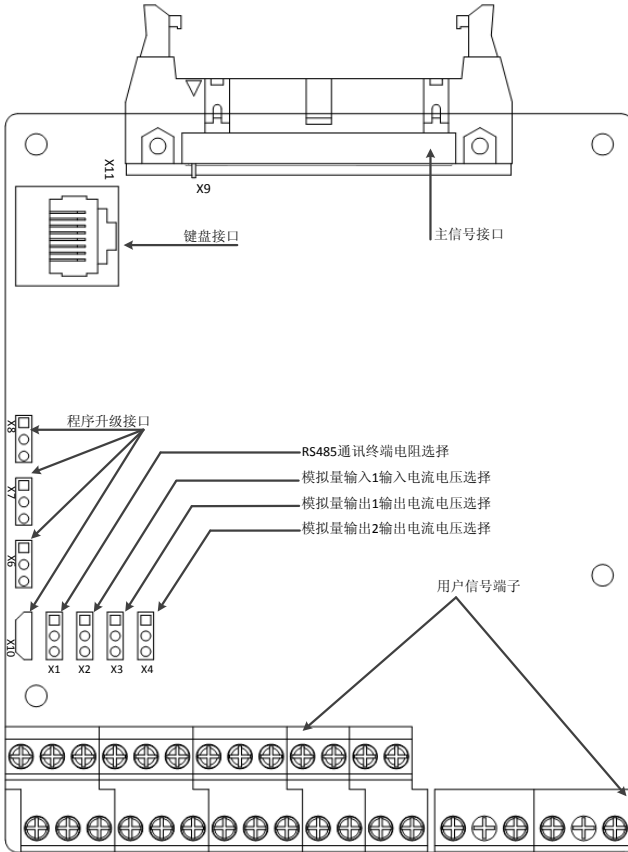 X11
X9
键盘接口
主信号接口
X8
程序升级接口
RS485通讯终端电阻选择
X7
模拟量输入1输入电流电压选择
模拟量输出1输出电流电压选择
模拟量输出2输出电流电压选择
X6
用户信号端子
X10
X1
X2
X3
X4